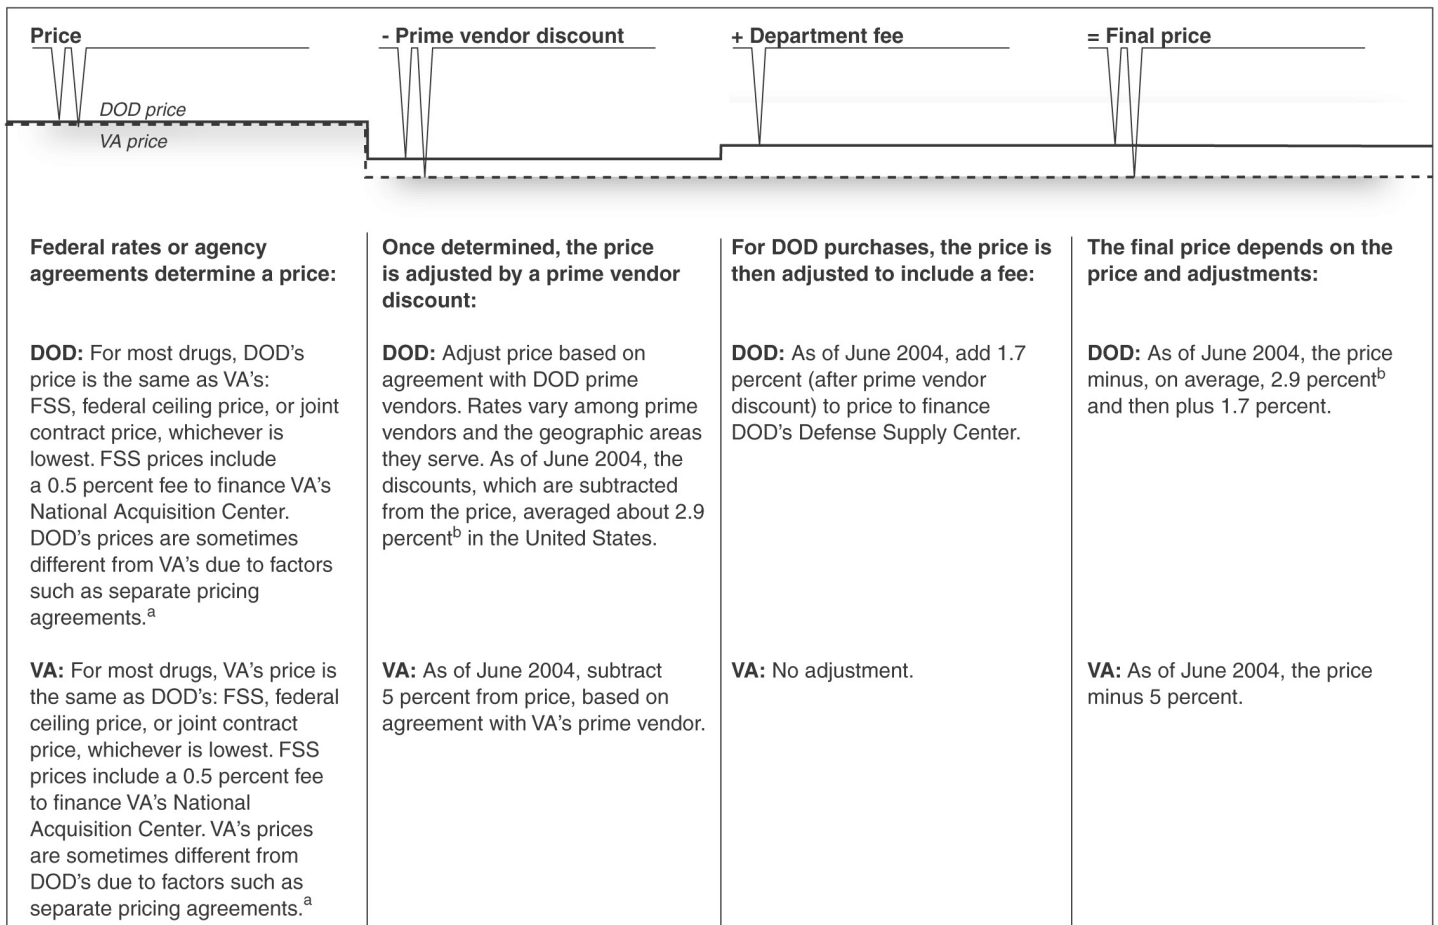 Price
- Prime vendor discount
+ Department fee
= Final price
DOD price
VA price
Federal rates or agency
agreements determine a price:
DOD: For most drugs, DOD's
price is the same as VA's:
FSS, federal ceiling price, or joint
contract price, whichever is
lowest. FSS prices include
a 0.5 percent fee to finance VA's
National Acquisition Center.
DOD's prices are sometimes
different from VA's due to factors
such as separate pricing
agreements.a
VA: For most drugs, VA's price is
the same as DOD's: FSS, federal
ceiling price, or joint contract
price, whichever is lowest. FSS
prices include a 0.5 percent fee
to finance VA's National
Acquisition Center. VA's prices
are sometimes different from
DOD's due to factors such as
separate pricing agreements.a
Once determined, the price
is adjusted by a prime vendor
discount:
DOD: Adjust price based on
agreement with DOD prime
vendors. Rates vary among prime
vendors and the geographic areas
they serve. As of June 2004, the
discounts, which are subtracted
from the price, averaged about 2.9
percentb in the United States.
VA: As of June 2004, subtract
5 percent from price, based on
agreement with VA's prime vendor.
For DOD purchases, the price is
then adjusted to include a fee:
DOD: As of June 2004, add 1.7
percent (after prime vendor
discount) to price to finance
DOD's Defense Supply Center.
VA: No adjustment.
The final price depends on the
price and adjustments:
DOD: As of June 2004, the price
minus, on average, 2.9 percentb
and then plus 1.7 percent.
VA: As of June 2004, the price
minus 5 percent.